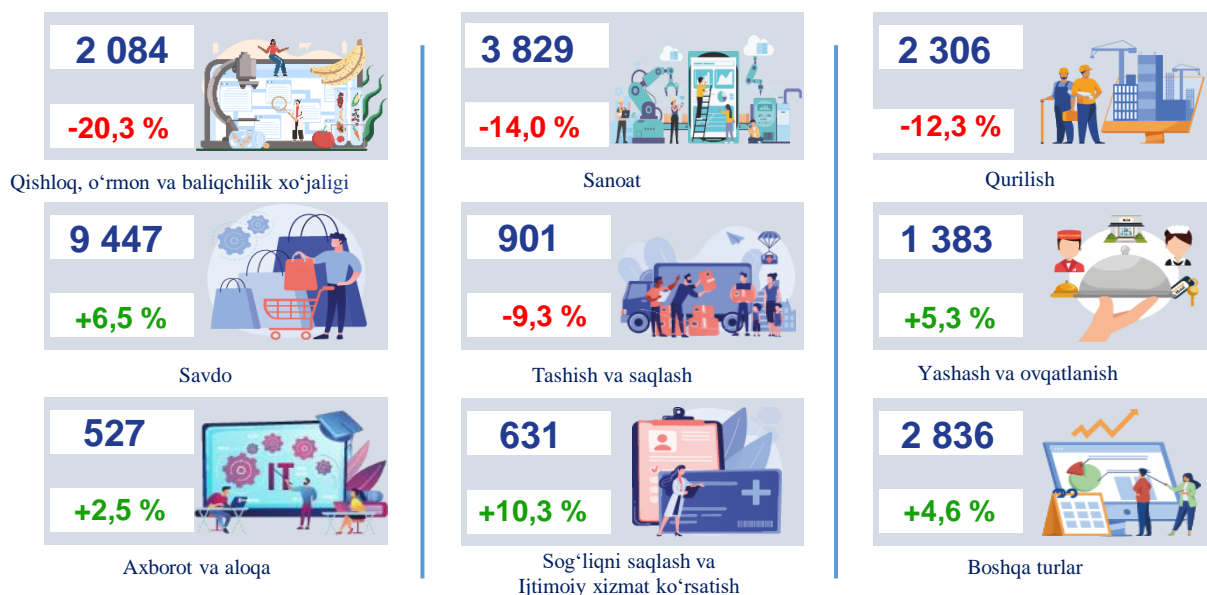 2 084
-20,3 %
Qishloq, o‘rmon va baliqchilik xo‘jaligi
3 829
-14,0 %
Sanoat
2 306
-12,3 %
Qurilish
9 447
+6,5 %
Savdo
901
-9,3 %
Tashish va saqlash
1 383
+5,3 %
Yashash va ovqatlanish
527
+2,5 %
IT
Axborot va aloqa
631
+10,3 %
Sog‘liqni saqlash va
Ijtimoiy xizmat ko‘rsatish
2 836
+4,6 %
Boshqa turlar